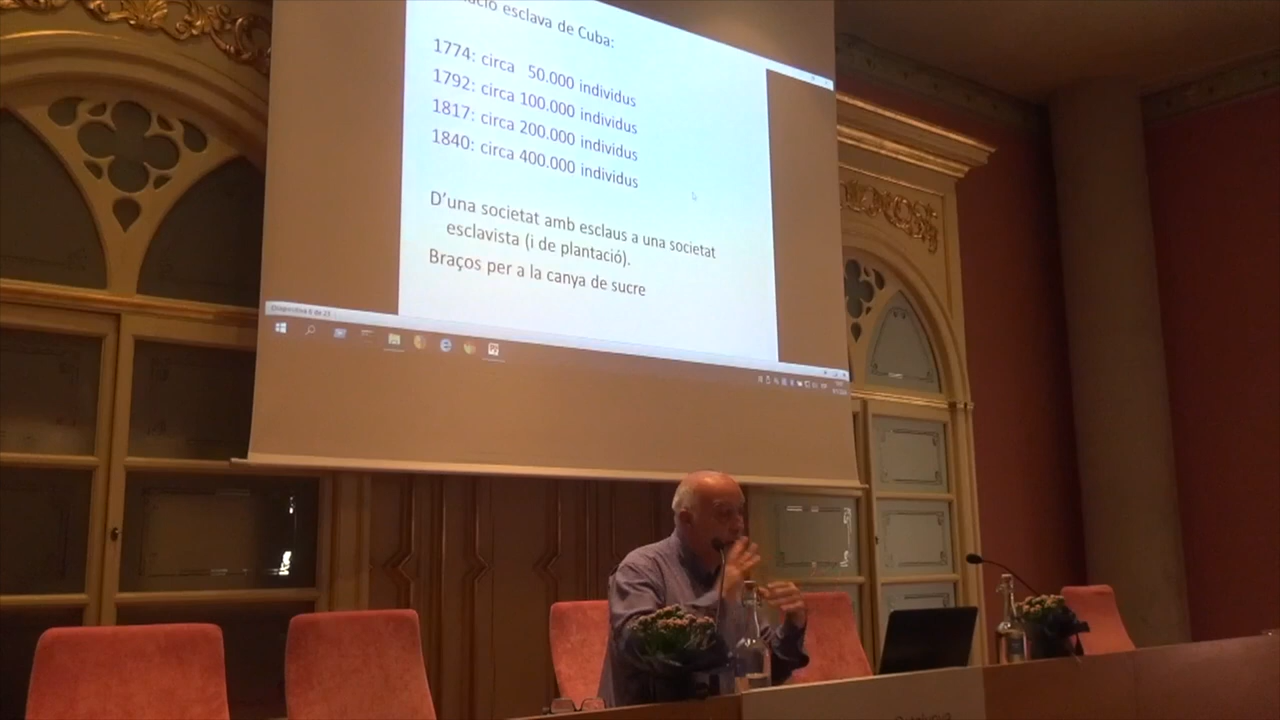 esclava de Cuba:
1774: circa 50.000 individus
1792: circa 100.000 individus
1817: circa 200.000 individus
1840: circa 400.000 individus
D'una societat amb esclaus a una societat
esclavista (i de plantació).
Braços per a la canya de sucre